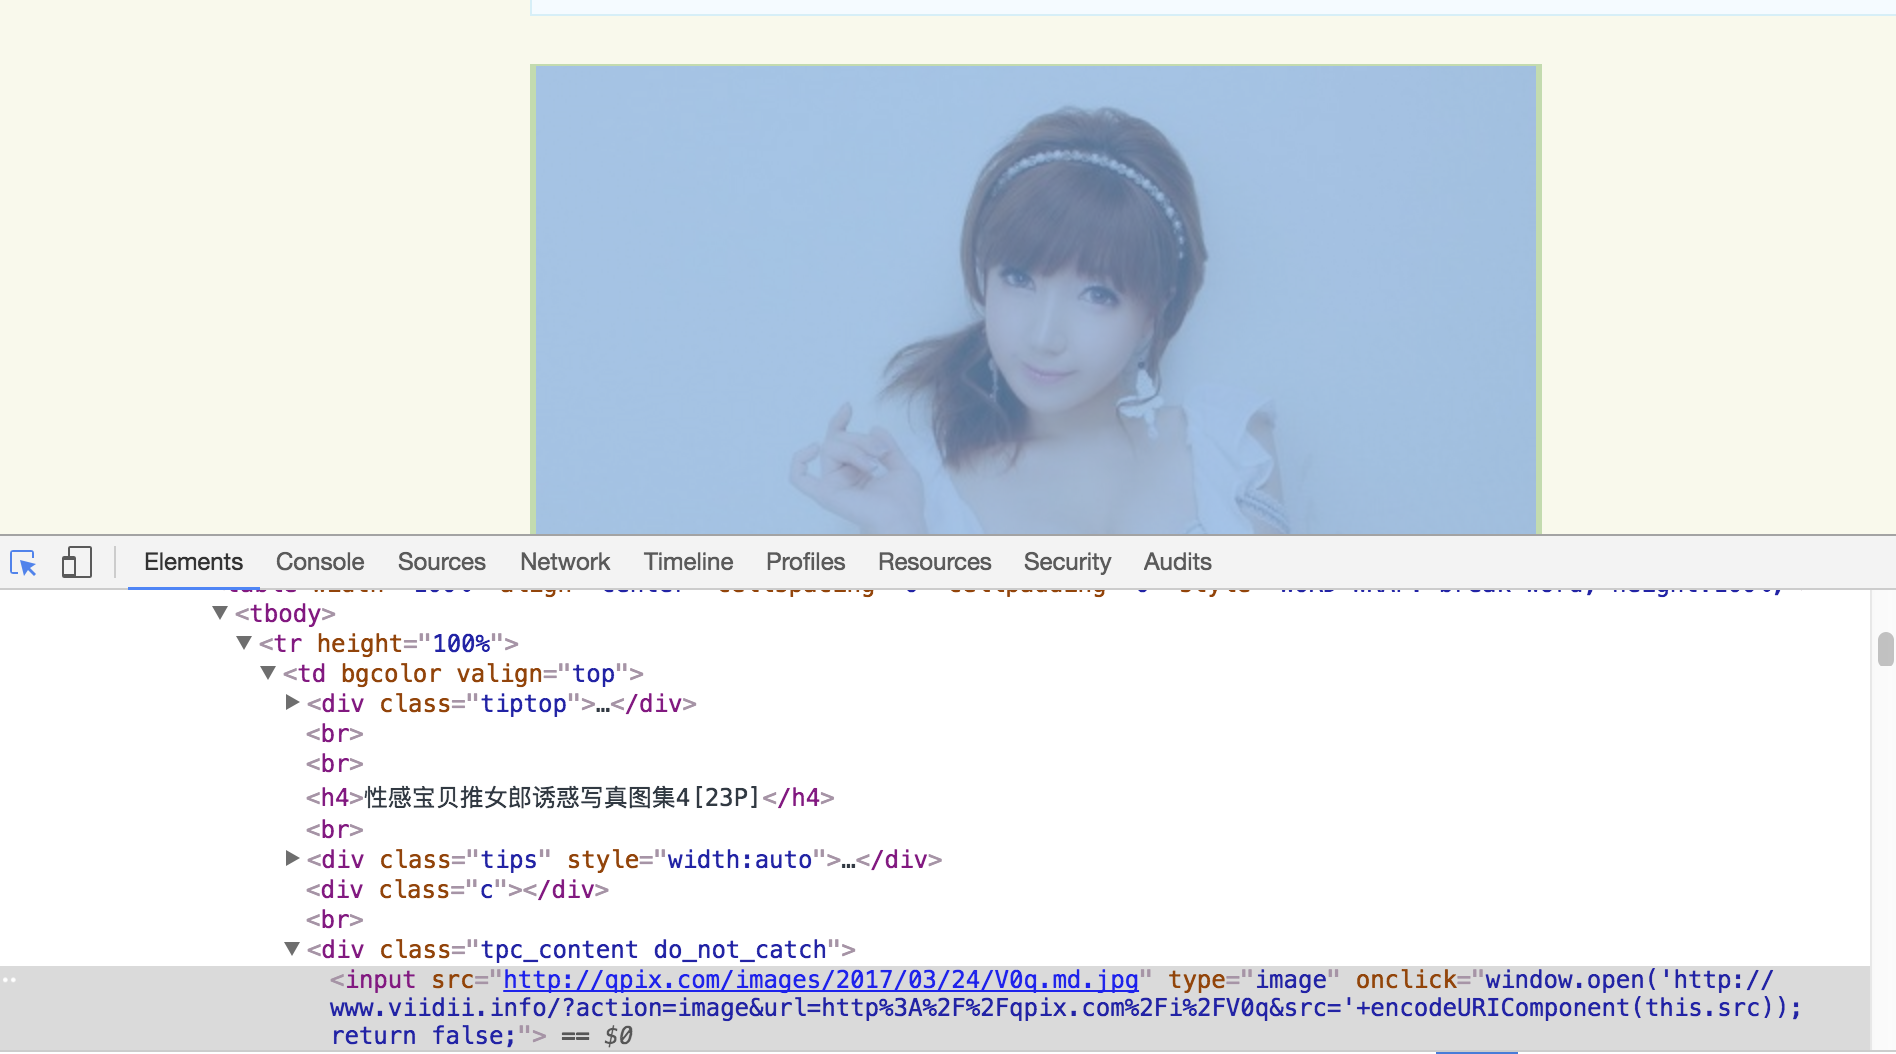 Elements Console Sources Network Timeline Profiles Resources Security Audits
<tbody>
<tr height="100%">
<td bgcolor valign="top">
<div class="tiptop">…</div>
<br>
<br>
<h4>性感宝贝推女郎诱惑写真图集4[23P]</h4>
<br>
<div class="tips" style="width:auto">…</div>
<div class="c"></div>
<br>
<div class="tpc_content do_not_catch">
<input src="http://qpix.com/images/2017/03/24/V0q.md.jpg" type="image" onclick="window.open('http://
www.viidii.info/?action=image&url=http%3A%2F%2Fqpix.com%2Fi%2FV0q&src='+encodeURIComponent(this.src));
return false;"> == $0